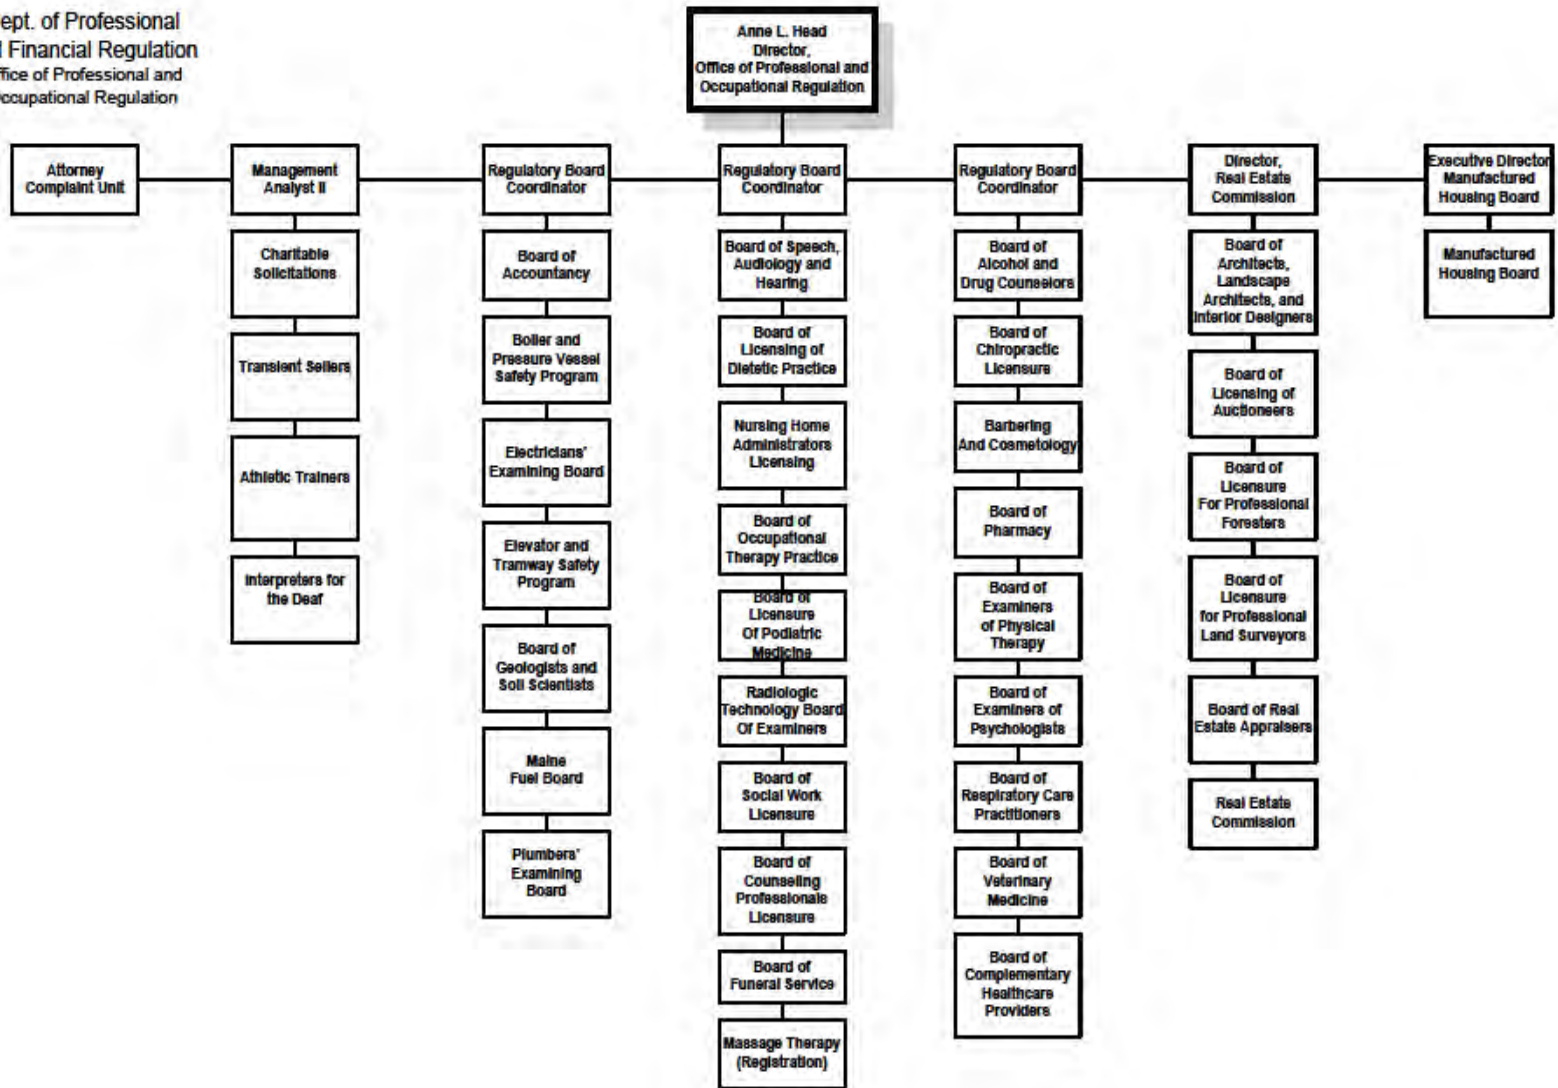 ept. of Professional
Financial Regulation
ffice of Professional and
ccupational Regulation
Anne L. Head
Director,
Office of Professional and
Occupational Regulation
Attorney
Complaint Unit
Management
Analyst II
Regulatory Board
Coordinator
Regulatory Board
Coordinator
Regulatory Board
Coordinator
Director,
Real Estate
Commission
Executive Director
Manufactured
Housing Board
Charitable
Solicitations
Transient Sellers
Athletic Trainers
Interpreters for
the Deaf
Board of
Accountancy
Boiler and
Pressure Vessel
Safety Program
Electricians'
Examining Board
Elevator and
Tramway Safety
Program
Board of
Geologists and
Soil Scientists
Maine
Fuel Board
Plumbers'
Examining
Board
Board of Speech,
Audiology and
Hearing
Board of
Licensing of
Dietetic Practice
Nursing Home
Administrators
Licensing
Board of
Occupational
Therapy Practice
Board of
Licensure
Of Podiatric
Medicine
Radiologic
Technology Board
Of Examiners
Board of
Social Work
Licensure
Board of
Counseling
Professionals
Licensure
Board of
Funeral Service
Massage Therapy
(Registration)
Board of
Alcohol and
Drug Counselors
Board of
Chiropractic
Licensure
Barbering
And Cosmetology
Board of
Pharmacy
Board of
Examiners
of Physical
Therapy
Board of
Examiners of
Psychologists
Board of
Respiratory Care
Practitioners
Board of
Veterinary
Medicine
Board of
Complementary
Healthcare
Providers
Board of
Architects,
Landscape
Architects, and
Interior Designers
Board of
Licensing of
Auctioneers
Board of
Licensure
For Professional
Foresters
Board of
Licensure
for Professional
Land Surveyors
Board of Real
Estate Appraisers
Real Estate
Commission
Manufactured
Housing Board